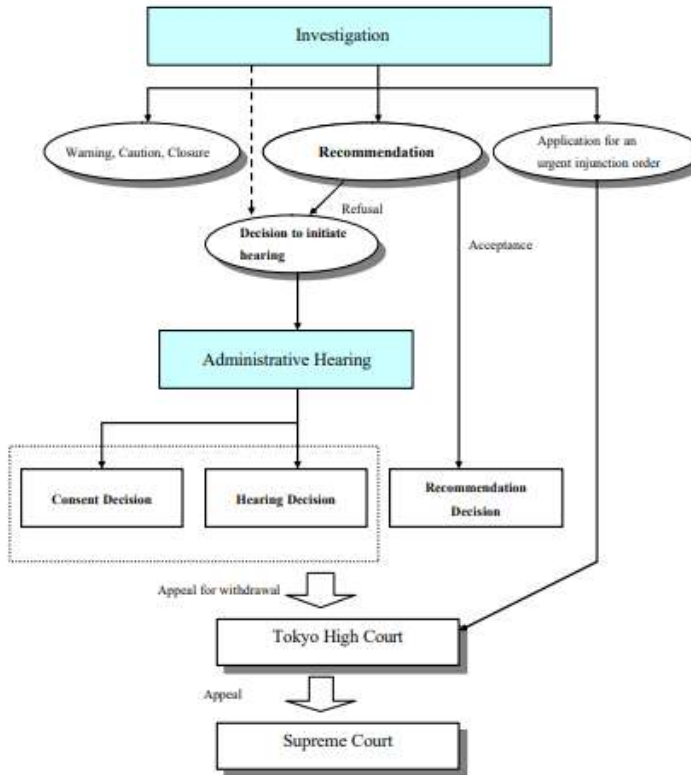 Investigation
Warning, Caution, Closure
Recommendation
Application for an
urgent injunction order
Refusal
Decision to initiate
hearing
Acceptance
Administrative Hearing
Consent Decision
Hearing Decision
Recommendation
Decision
Appeal for withdrawal
Tokyo High Court
Appeal
Supreme Court